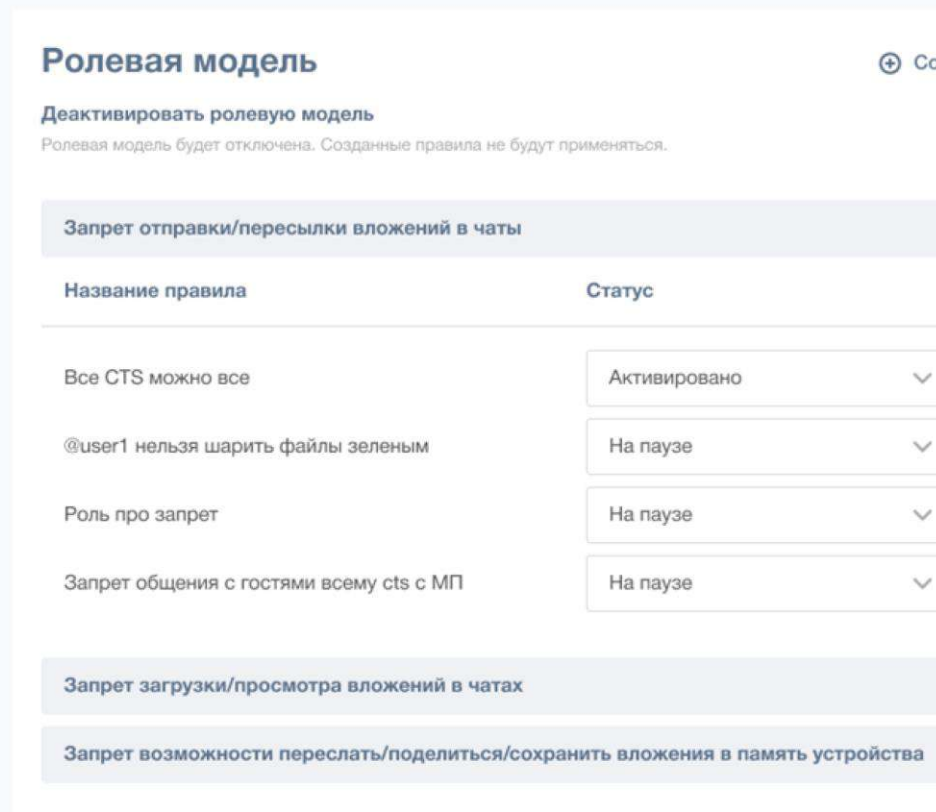 Ролевая модель
Деактивировать ролевую модель
Ролевая модель будет отключена. Созданные правила не будут применяться.
Запрет отправки/пересылки вложений в чаты
Название правила Статус
Все CTS можно все Активировано
@user1 нельзя шарить файлы зеленым На паузе
Роль про запрет На паузе
Запрет общения с гостями всему cts с МП На паузе
Запрет загрузки/просмотра вложений в чатах
Запрет возможности переслать/поделиться/сохранить вложения в память устройства